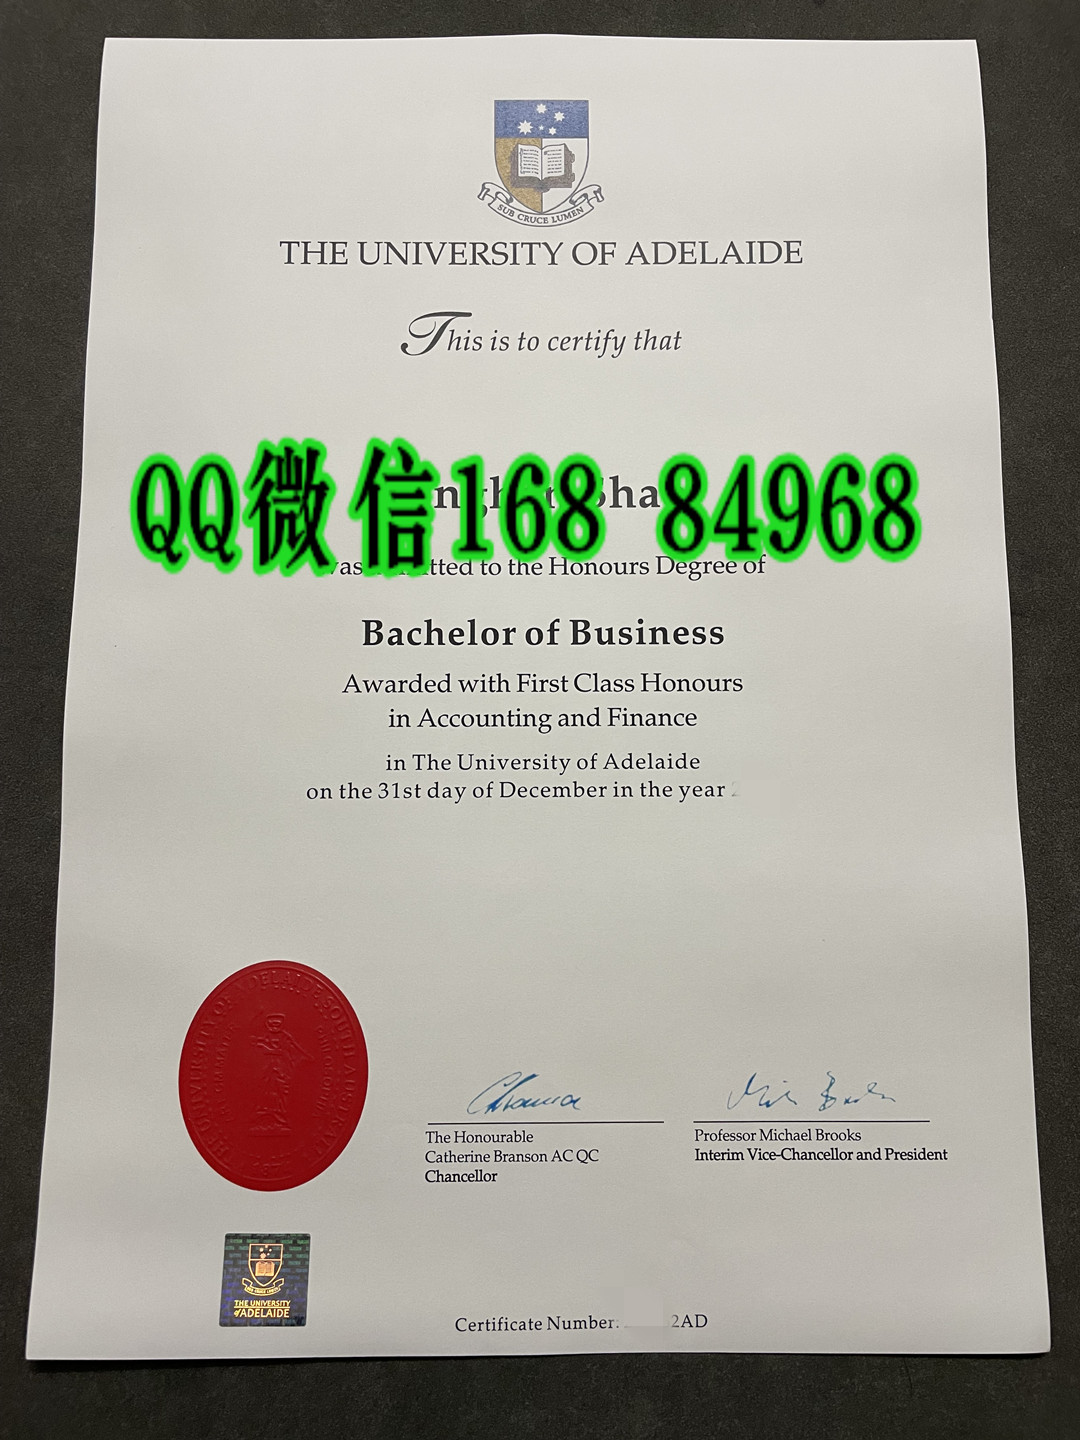 SUB CRUCE LUMEN
THE UNIVERSITY OF ADELAIDE
This is to certify that
QQ微信168 84968
to the Honours Degree of
Bachelor of Business
Awarded with First Class Honours
in Accounting and Finance
in The University of Adelaide
on the 31st day of December in the year
The Honourable
Catherine Branson AC QC
Chancellor
Professor Michael Brooks
Interim Vice-Chancellor and President
THE UNIVERSITY
of ADELAIDE
Certificate Number: 2AD